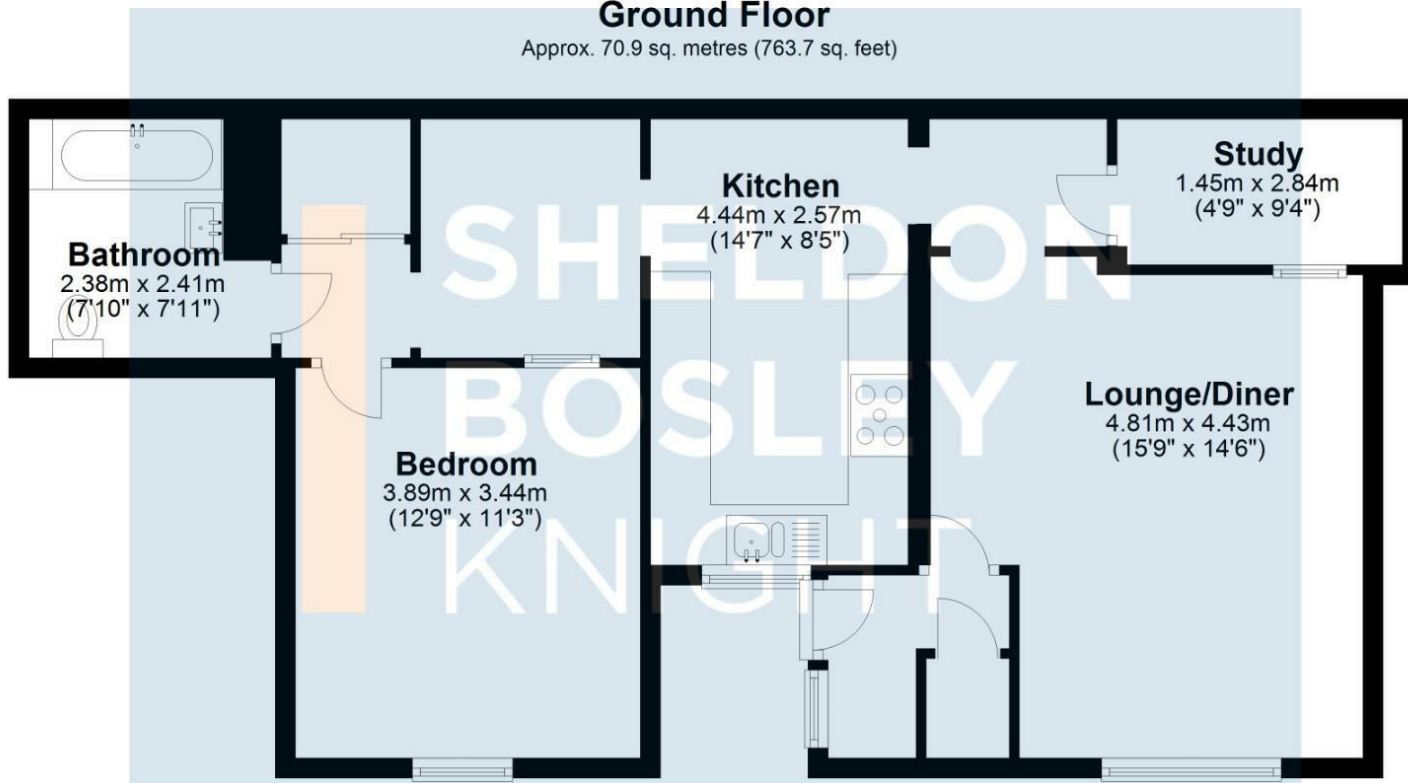 Ground Floor
Approx. 70.9 sq. metres (763.7 sq. feet)
Bathroom
2.38m x 2.41m
(7'10" x 7'11")
Kitchen
4.44m x 2.57m
(14'7" x 8'5")
Study
1.45m x 2.84m
(4'9" x 9'4")
Bedroom
3.89m x 3.44m
(12'9" x 11'3")
Lounge/Diner
4.81m x 4.43m
(15'9" x 14'6")
SHELDON
BOSLEY
KNIGHT